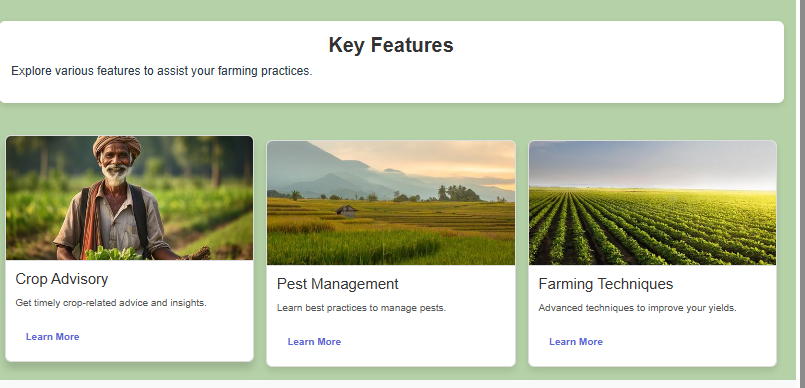 Key Features
Explore various features to assist your farming practices.
Crop Advisory
Get timely crop-related advice and insights.
Learn More
Pest Management
Learn best practices to manage pests.
Learn More
Farming Techniques
Advanced techniques to improve your yields.
Learn More